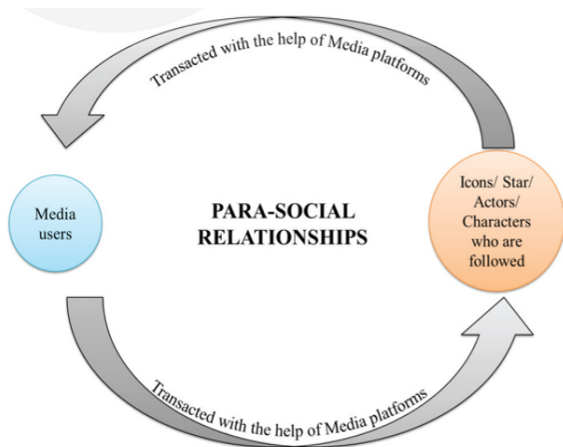 Transacted with the help of Media platforms
Media
users
PARA-SOCIAL
RELATIONSHIPS
Icons/ Star/
Actors/
Characters
who are
followed
Transacted with the help of Media platforms